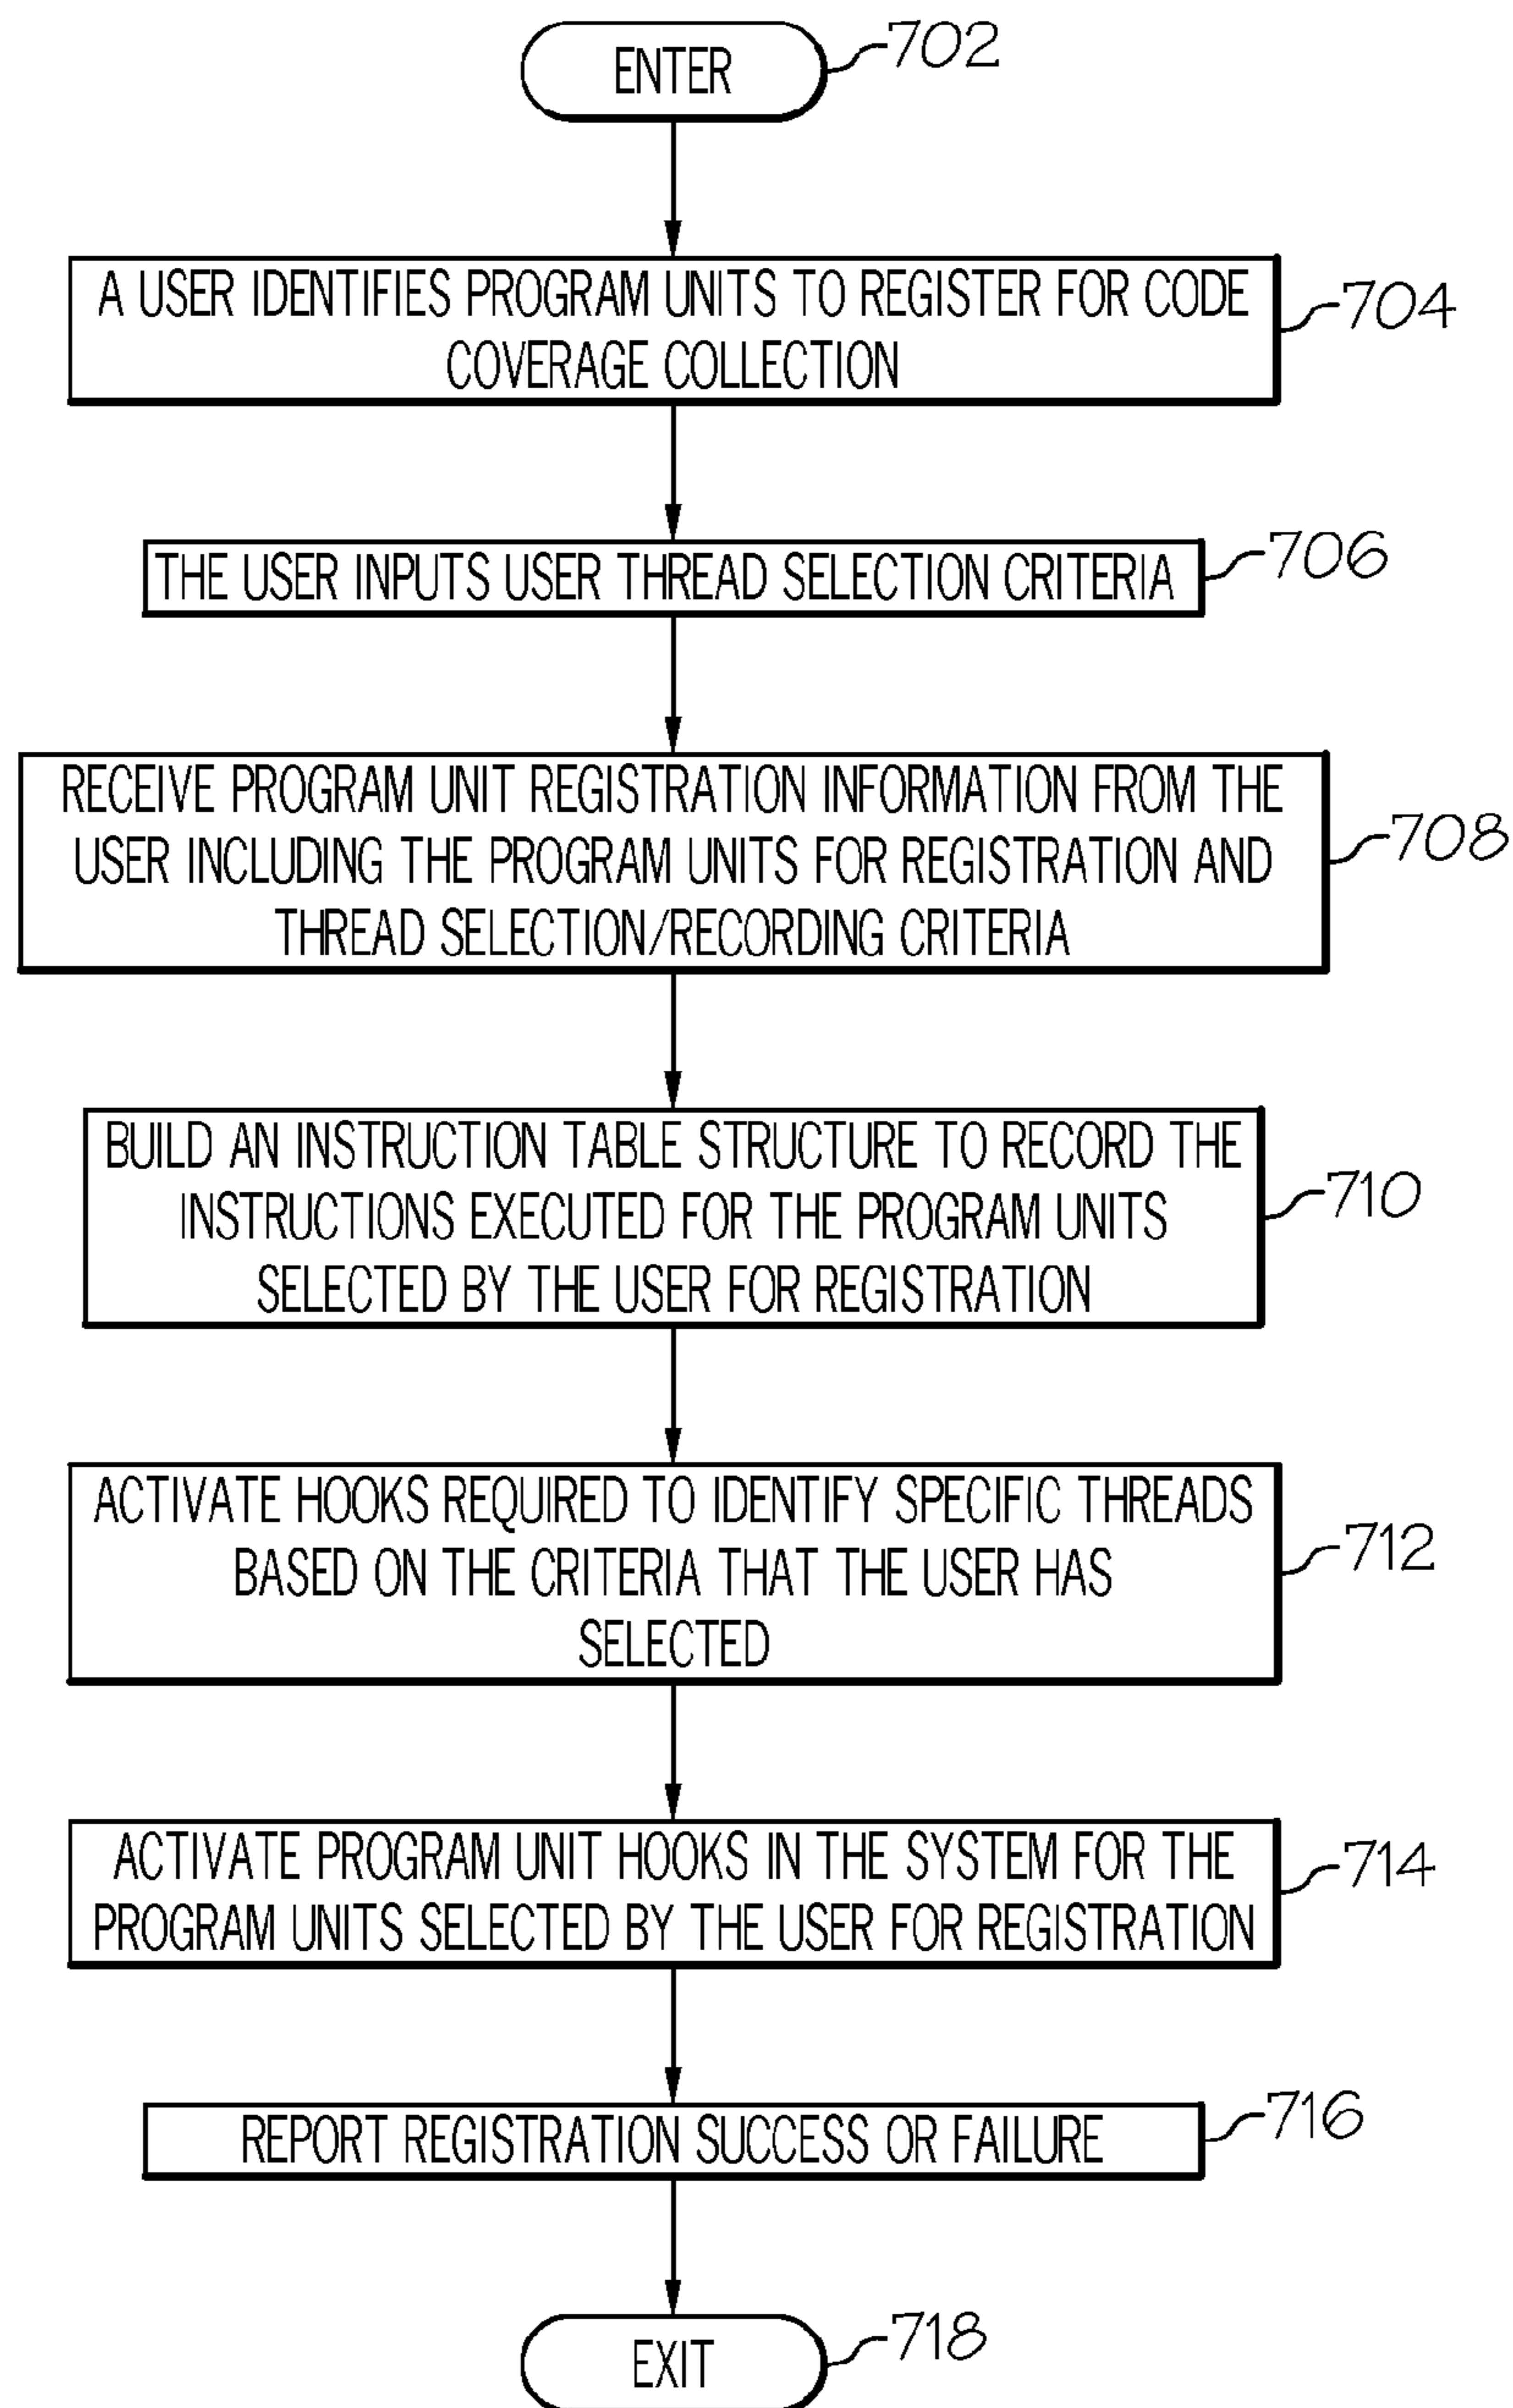 ENTER
702
A USER IDENTIFIES PROGRAM UNITS TO REGISTER FOR CODE
COVERAGE COLLECTION
704
THE USER INPUTS USER THREAD SELECTION CRITERIA
706
RECEIVE PROGRAM UNIT REGISTRATION INFORMATION FROM THE
USER INCLUDING THE PROGRAM UNITS FOR REGISTRATION AND
THREAD SELECTION/RECORDING CRITERIA
708
BUILD AN INSTRUCTION TABLE STRUCTURE TO RECORD THE
INSTRUCTIONS EXECUTED FOR THE PROGRAM UNITS
SELECTED BY THE USER FOR REGISTRATION
710
ACTIVATE HOOKS REQUIRED TO IDENTIFY SPECIFIC THREADS
BASED ON THE CRITERIA THAT THE USER HAS
SELECTED
712
ACTIVATE PROGRAM UNIT HOOKS IN THE SYSTEM FOR THE
PROGRAM UNITS SELECTED BY THE USER FOR REGISTRATION
714
REPORT REGISTRATION SUCCESS OR FAILURE
716
EXIT
718